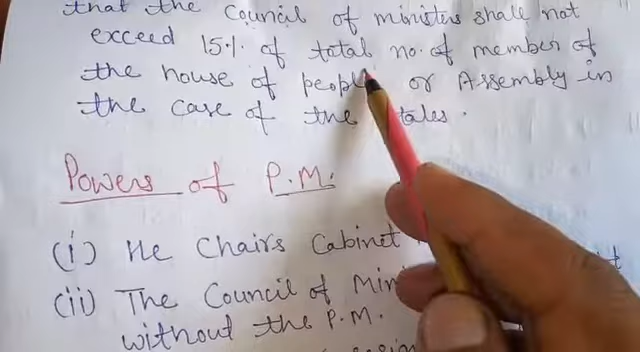 that the Council of ministers shall not
exceed 15% of total no. of member of
the house of people or Assembly in
the case of the tales.
Powers of P.M.
(i) He Chairs Cabinet
(ii) The Council of Min
without the P.M.